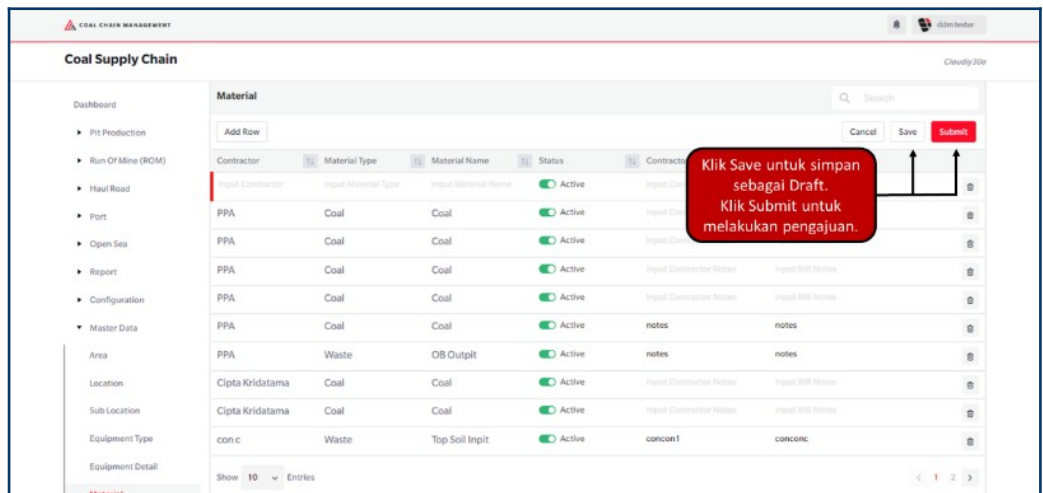 COAL CHAIN MANAGEMENT
ddm tester
Coal Supply Chain
Cloudly30o
Dashboard
Pit Production
Run Of Mine (ROM)
Haul Road
Port
Open Sea
Report
Configuration
Master Data
Area
Location
Sub Location
Equipment Type
Equipment Detail
Material
Material
Search
Add Row
Cancel Save Submit
Contractor Material Type Material Name Status
Input Contractor Input Material Type Input Material Name Active
PPA Coal Coal Active
PPA Coal Coal Active
PPA Coal Coal Active Input Contractor Notes Input BIB Notes
PPA Coal Coal Active Input Contractor Notes Input BIB Notes
PPA Coal Coal Active notes notes
PPA Waste OB Outpit Active notes notes
Cipta Kridatama Coal Coal Active Input Contractor Notes Input BIB Notes
Cipta Kridatama Coal Coal Active Input Contractor Notes Input BIB Notes
con c Waste Top Soil Inpit Active concon1 conconc
Show 10 Entries
1 2
Klik Save untuk simpan
sebagai Draft.
Klik Submit untuk
melakukan pengajuan.